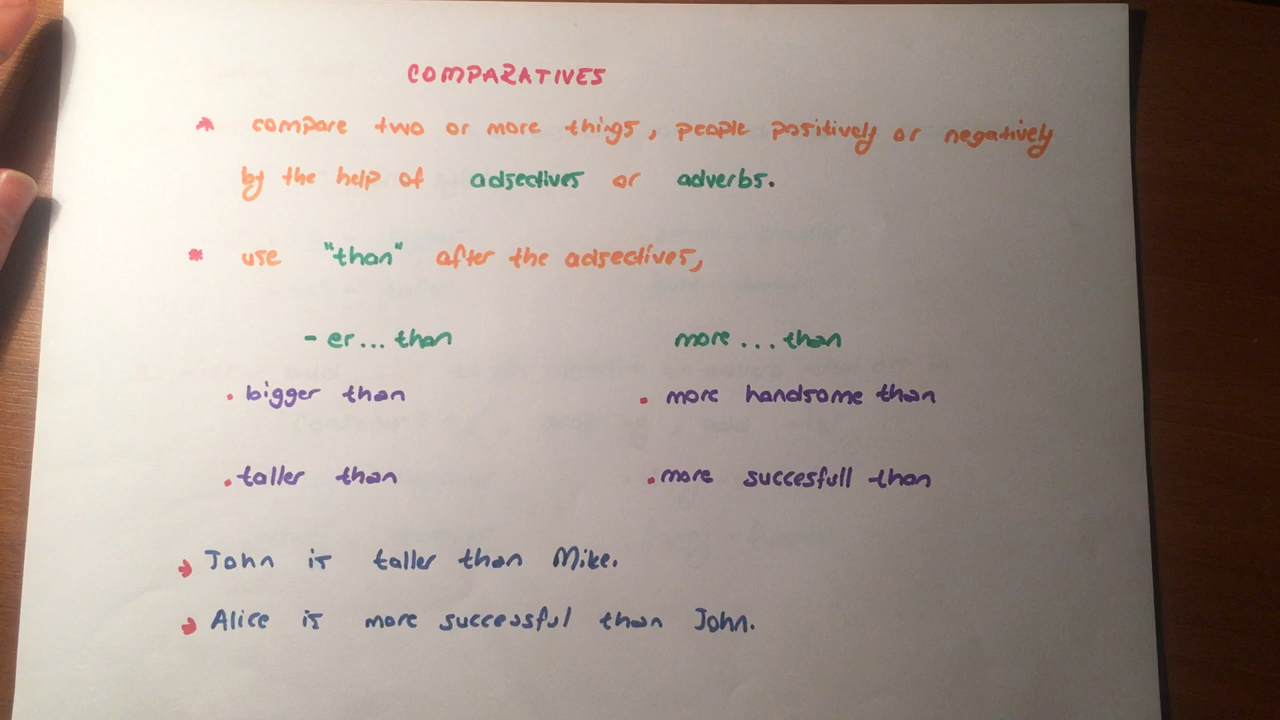 COMPARATIVES
* compare two or more things, people positively or negatively
by the help of adjectives or adverbs.
* use "than" after the adjectives,
- er... than more ... than
. bigger than . more handsome than
. taller than . more succesfull than
→ John is taller than Mike.
→ Alice is more successful than John.